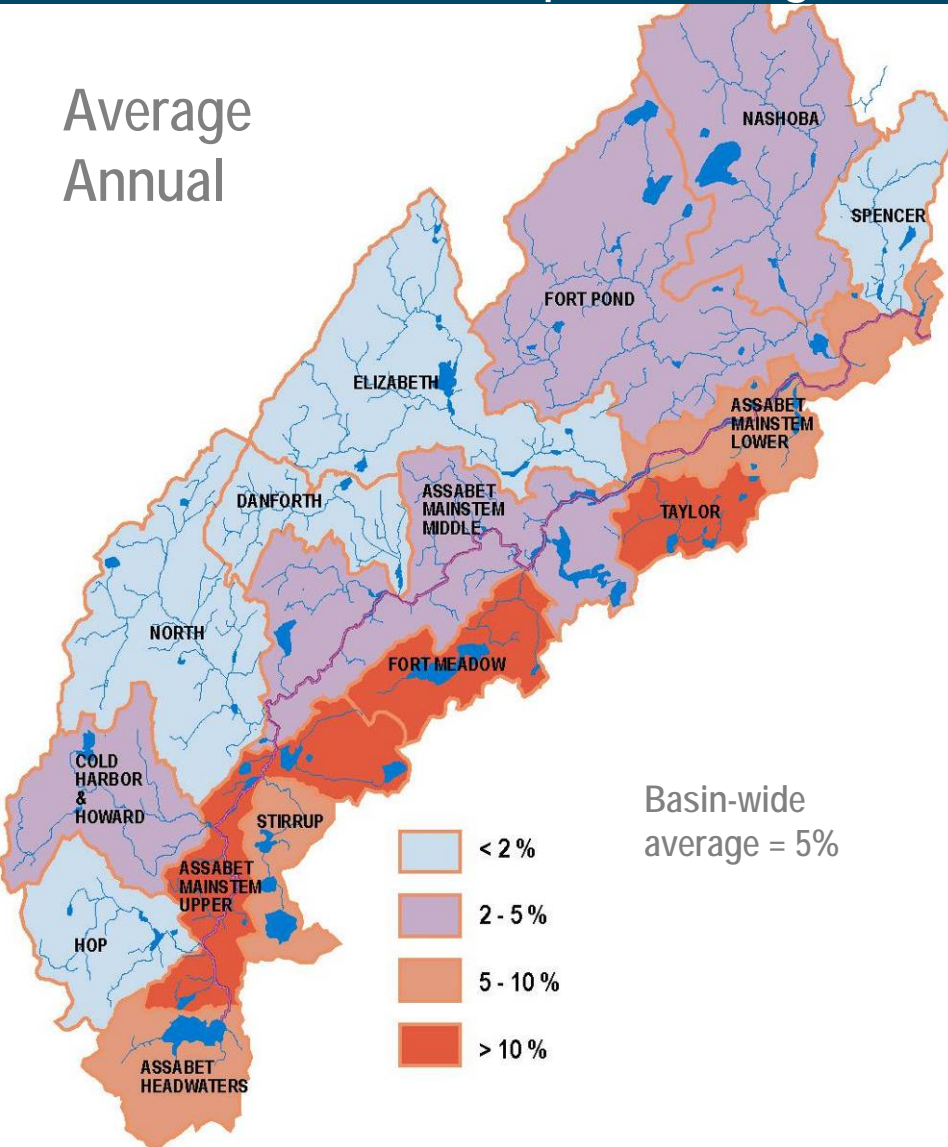 Average
Annual
NASHOBA
SPENCER
FORT POND
ELIZABETH
ASSABET
MAINSTEM
LOWER
DANFORTH
ASSABET
MAINSTEM
MIDDLE
TAYLOR
NORTH
FORT MEADOW
COLD
HARBOR
&
HOWARD
STIRRUP
ASSABET
MAINSTEM
UPPER
HOP
ASSABET
HEADWATERS
< 2 %
2 - 5 %
5 - 10 %
> 10 %
Basin-wide
average = 5%